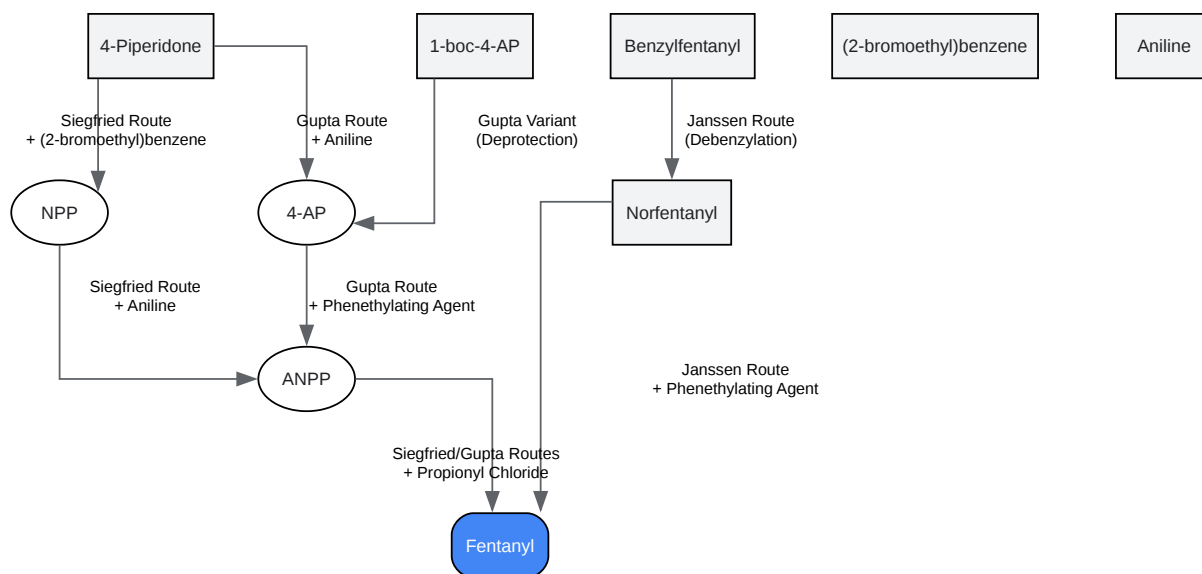 4-Piperidone
1-boc-4-AP
Benzylfentanyl
(2-bromoethyl)benzene
Aniline
Siegfried Route
+ (2-bromoethyl)benzene
Gupta Route
+ Aniline
Gupta Variant
(Deprotection)
Janssen Route
(Debenzylation)
NPP
4-AP
Norfentanyl
Siegfried Route
+ Aniline
Gupta Route
+ Phenethylating Agent
ANPP
Janssen Route
+ Phenethylating Agent
Siegfried/Gupta Routes
+ Propionyl Chloride
Fentanyl